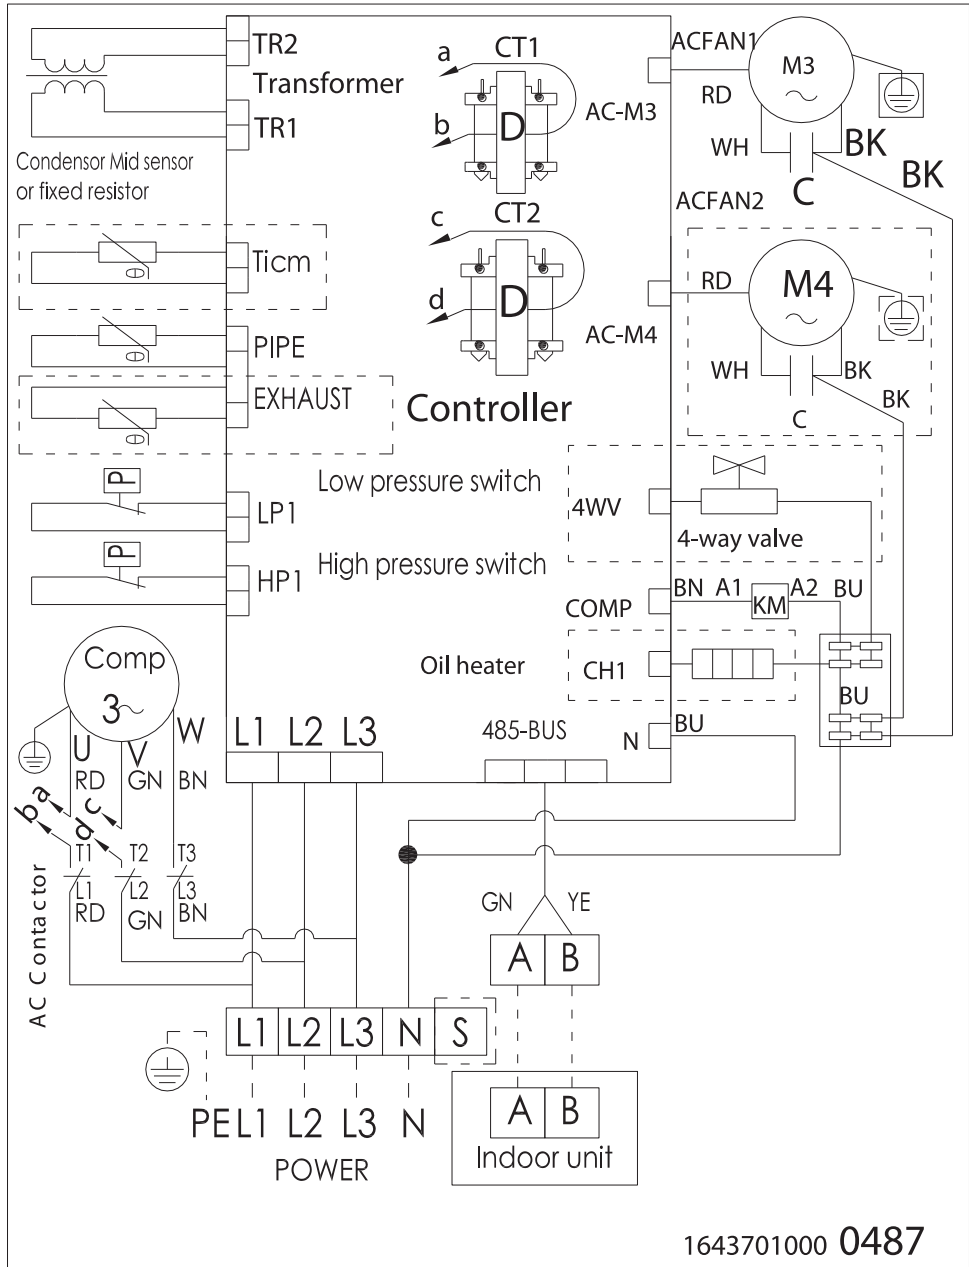 TR2
Transformer
TR1
Condensor Mid sensor
or fixed resistor
Ticm
PIPE
EXHAUST
P
LP1
Low pressure switch
P
HP1
High pressure switch
a
CT1
b
D
c
CT2
d
D
Controller
ACFAN1
M3
AC-M3
RD
WH
BK
C
BK
ACFAN2
M4
AC-M4
RD
WH
BK
C
BK
4WV
4-way valve
COMP
BN
A1
KM
A2
BU
Oil heater
CH1
BU
N
BU
485-BUS
Comp
3
U
V
W
RD
GN
BN
b
a
c
d
T1
T2
T3
L1
L2
L3
RD
GN
BN
AC Contactor
L1
L2
L3
GN
YE
A
B
L1
L2
L3
N
S
PE
L1
L2
L3
N
POWER
A
B
Indoor unit
1643701000 0487